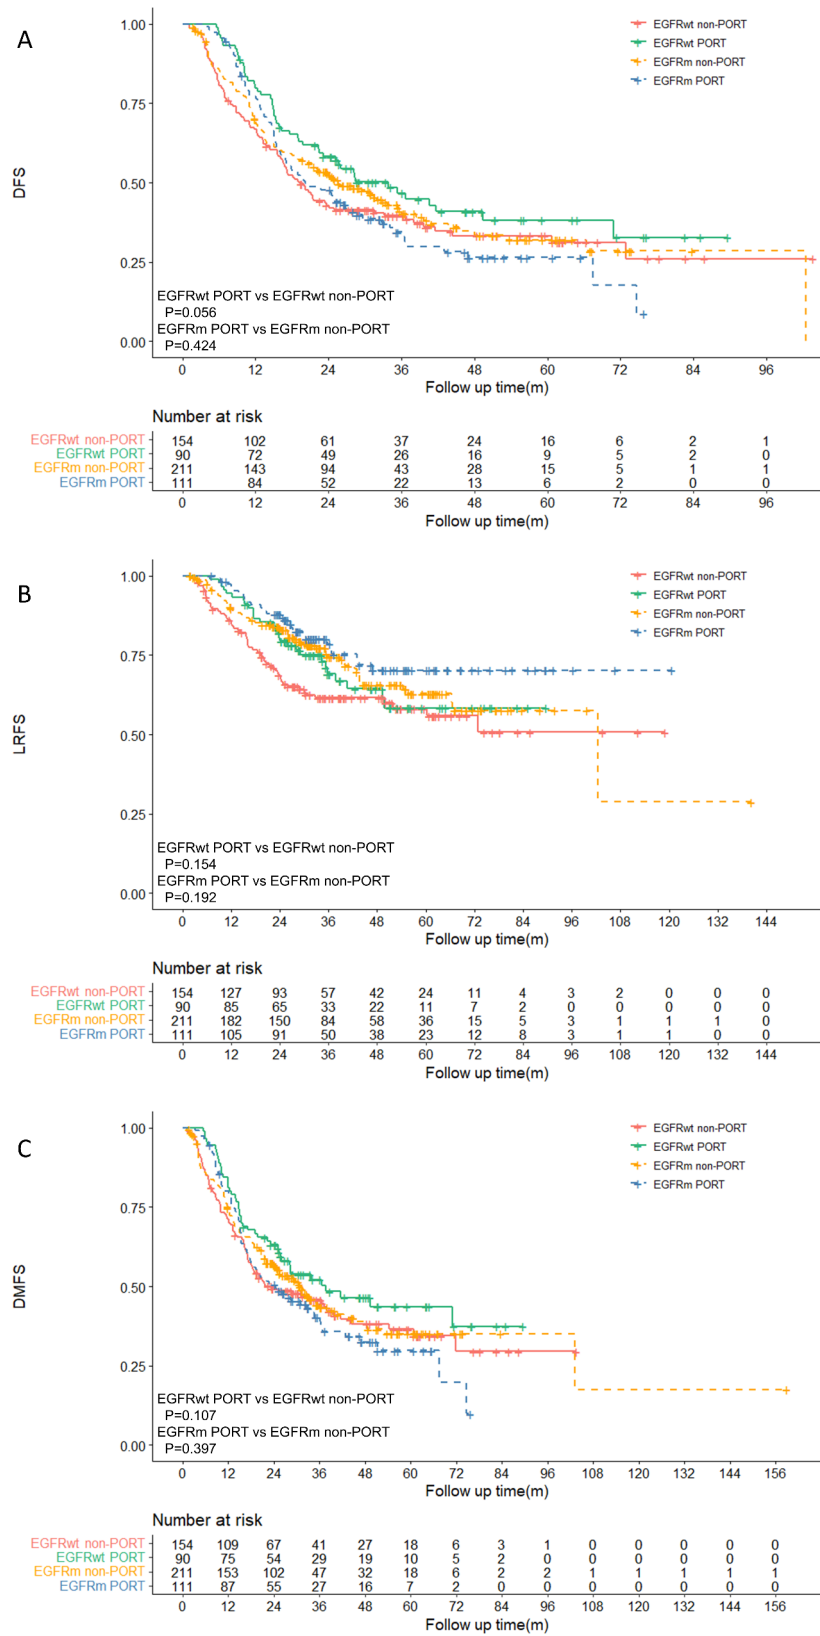 A
EGFRwt non-PORT
EGFRwt PORT
EGFRm non-PORT
EGFRm PORT
DFS
1.00
0.75
0.50
0.25
0.00
EGFRwt PORT vs EGFRwt non-PORT
P=0.056
EGFRm PORT vs EGFRm non-PORT
P=0.424
0 12 24 36 48 60 72 84 96
Follow up time(m)
Number at risk
EGFRwt non-PORT 154 102 61 37 24 16 6 2 1
EGFRwt PORT 90 72 49 26 16 9 5 2 0
EGFRm non-PORT 211 143 94 43 28 15 5 1 1
EGFRm PORT 111 84 52 22 13 6 2 0 0
0 12 24 36 48 60 72 84 96
Follow up time(m)
B
EGFRwt non-PORT
EGFRwt PORT
EGFRm non-PORT
EGFRm PORT
LRFS
1.00
0.75
0.50
0.25
0.00
EGFRwt PORT vs EGFRwt non-PORT
P=0.154
EGFRm PORT vs EGFRm non-PORT
P=0.192
0 12 24 36 48 60 72 84 96 108 120 132 144
Follow up time(m)
Number at risk
EGFRwt non-PORT 154 127 93 57 42 24 11 4 3 2 0 0 0
EGFRwt PORT 90 85 65 33 22 11 7 2 0 0 0 0 0
EGFRm non-PORT 211 182 150 84 58 36 15 5 3 1 1 1 0
EGFRm PORT 111 105 91 50 38 23 12 8 3 1 1 0 0
0 12 24 36 48 60 72 84 96 108 120 132 144
Follow up time(m)
C
EGFRwt non-PORT
EGFRwt PORT
EGFRm non-PORT
EGFRm PORT
DMFS
1.00
0.75
0.50
0.25
0.00
EGFRwt PORT vs EGFRwt non-PORT
P=0.107
EGFRm PORT vs EGFRm non-PORT
P=0.397
0 12 24 36 48 60 72 84 96 108 120 132 144 156
Follow up time(m)
Number at risk
EGFRwt non-PORT 154 109 67 41 27 18 6 3 1 0 0 0 0 0
EGFRwt PORT 90 75 54 29 19 10 5 2 0 0 0 0 0 0
EGFRm non-PORT 211 153 102 47 32 18 6 2 2 1 1 1 1 1
EGFRm PORT 111 87 55 27 16 7 2 0 0 0 0 0 0 0
0 12 24 36 48 60 72 84 96 108 120 132 144 156
Follow up time(m)